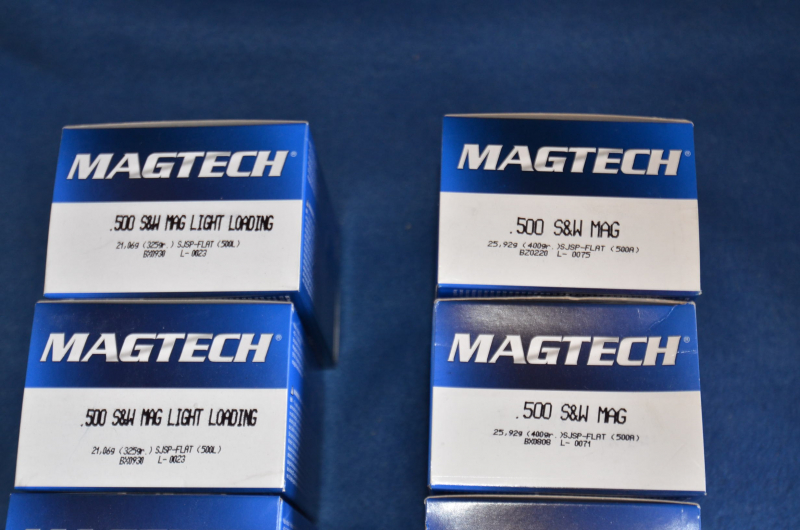 MAGTECH®
.500 S&W MAG LIGHT LOADING
21,06g (325gr.) SJSP-FLAT (500L)
BX0930 L- 0023
MAGTECH®
.500 S&W MAG
25,92g (400gr.)SJSP-FLAT (500A)
BZ0220 L- 0075
MAGTECH®
.500 S&W MAG LIGHT LOADING
21,06g (325gr.) SJSP-FLAT (500L)
BX0930 L- 0023
MAGTECH®
.500 S&W MAG
25,92g (400gr.)SJSP-FLAT (500A)
BX0808 L- 0071